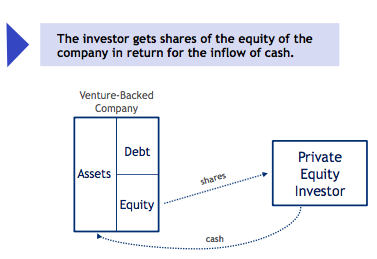 The investor gets shares of the equity of the
company in return for the inflow of cash.
Venture-Backed
Company
Assets
Debt
Equity
shares
Private
Equity
Investor
cash